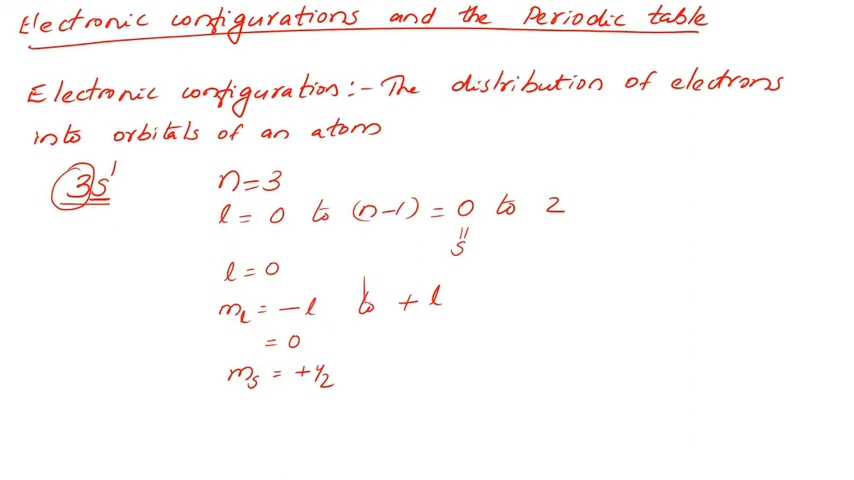 Electronic configurations and the Periodic table
Electronic configuration:- The distribution of electrons
into orbitals of an atom
3s¹ n=3
l = 0 to (n-1) = 0 to 2
=
s
l = 0
mₗ = -l to + l
= 0
mₛ = +½